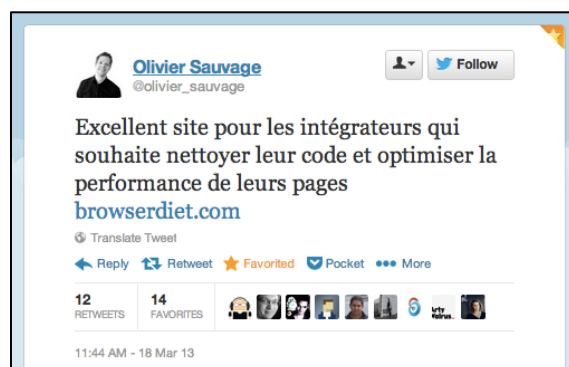 Olivier Sauvage
@olivier_sauvage
Follow
Excellent site pour les intégrateurs qui
souhaite nettoyer leur code et optimiser la
performance de leurs pages
browserdiet.com
Translate Tweet
Reply Retweet Favorited Pocket More
12 14
RETWEETS FAVORITES
11:44 AM - 18 Mar 13